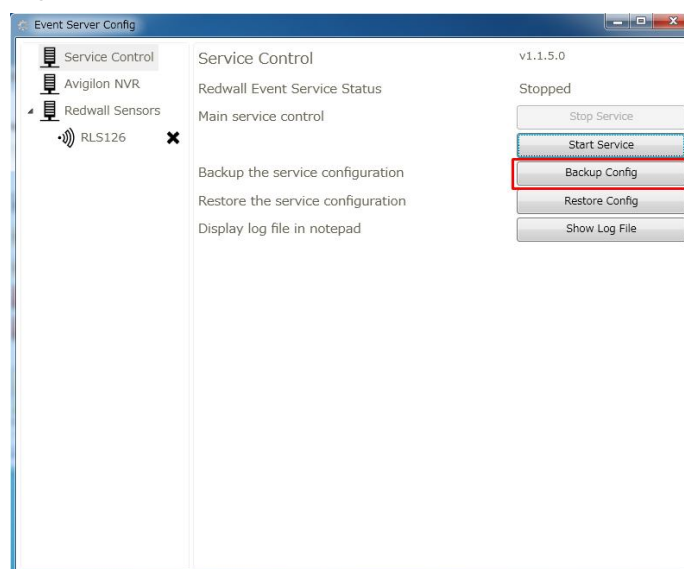 Event Server Config
Service Control
Avigilon NVR
Redwall Sensors
RLS126
Service Control v1.1.5.0
Redwall Event Service Status Stopped
Main service control Stop Service
Start Service
Backup the service configuration Backup Config
Restore the service configuration Restore Config
Display log file in notepad Show Log File